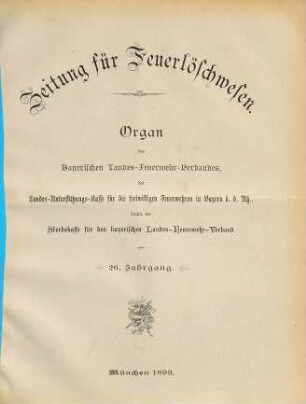 Zeitung für Feuerlöschwesen.
Organ
des
Bayerischen Landes-Feuerwehr-Verbandes,
der
Landes-Unterstützungs-Kasse für die freiwilligen Feuerwehren in Bayern d. d. Rh.,
sowie der
Sterbekasse für den bayerischen Landes-Feuerwehr-Verband.
26. Jahrgang.
München 1890.